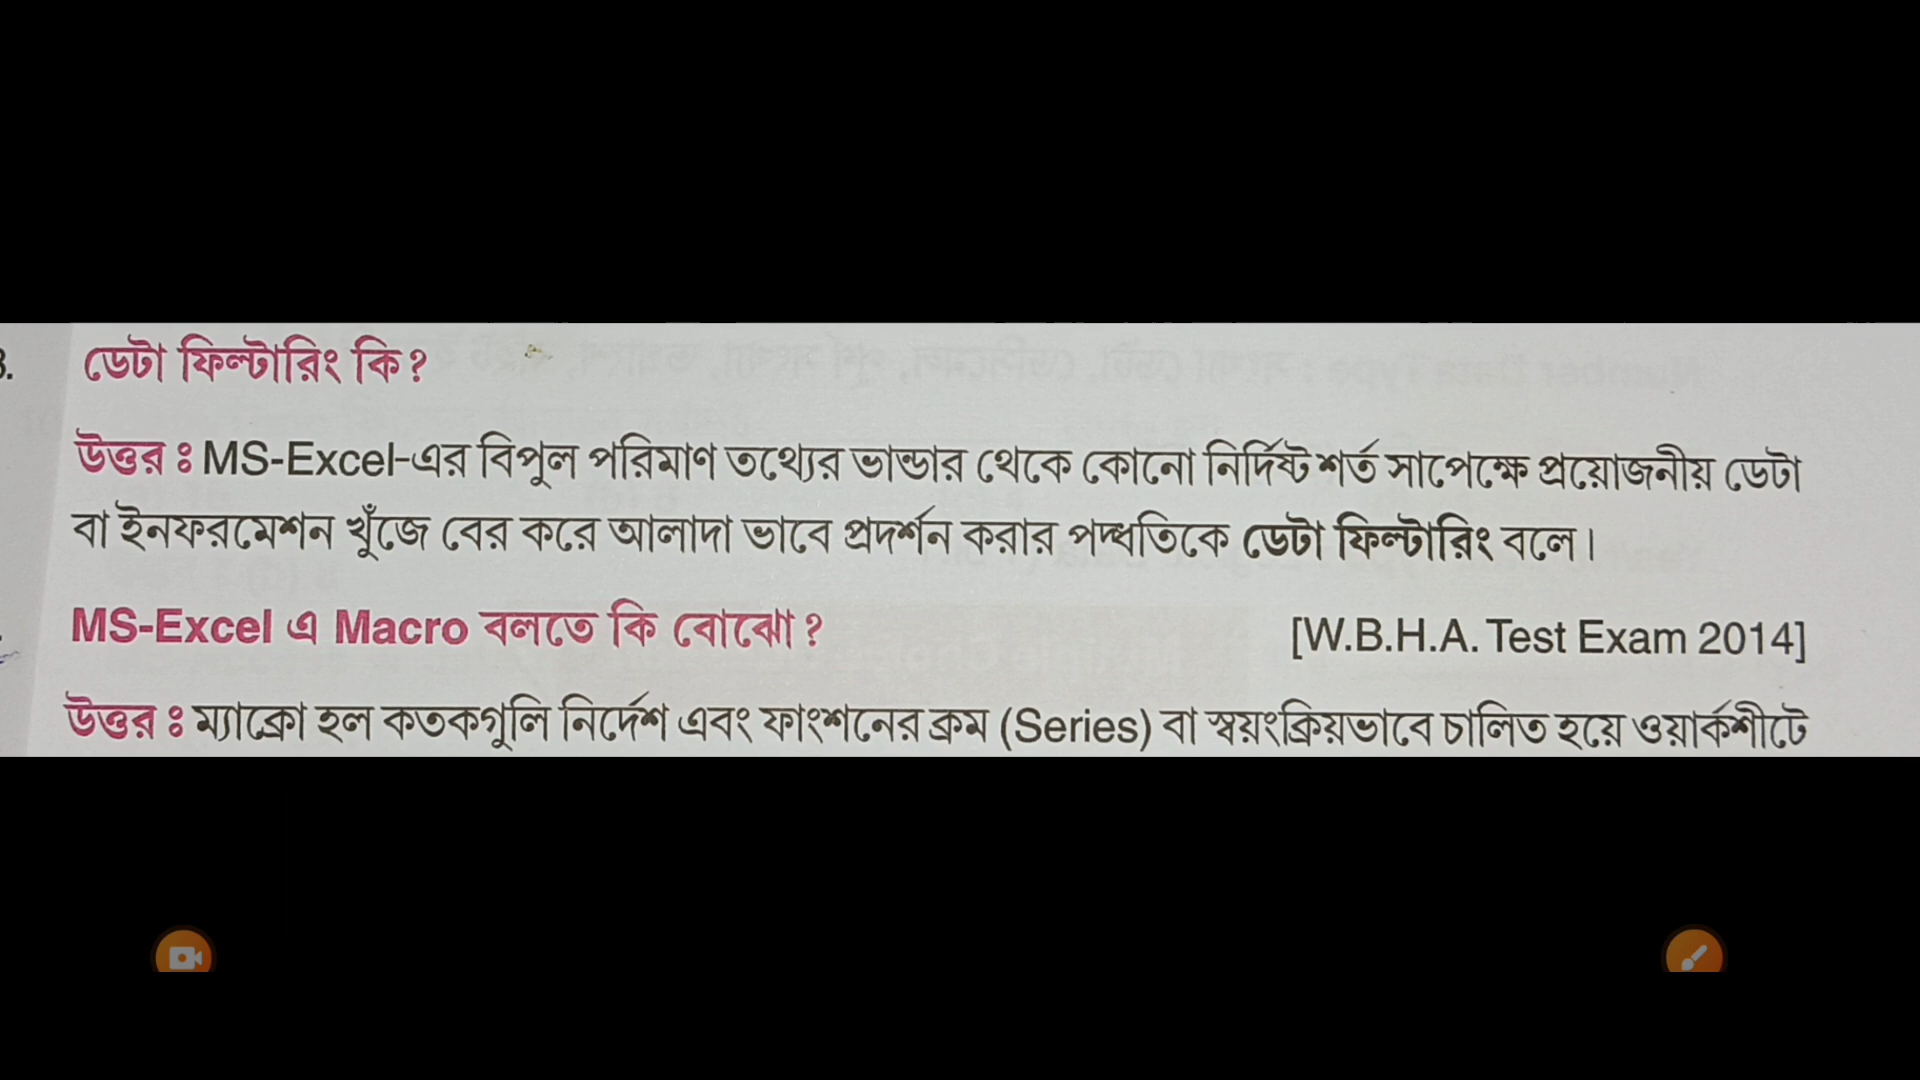 3. ডেটা ফিল্টারিং কি?
উত্তর ঃ MS-Excel-এর বিপুল পরিমাণ তথ্যের ভান্ডার থেকে কোনো নির্দিষ্ট শর্ত সাপেক্ষে প্রয়োজনীয় ডেটা
বা ইনফরমেশন খুঁজে বের করে আলাদা ভাবে প্রদর্শন করার পদ্ধতিকে ডেটা ফিল্টারিং বলে।
MS-Excel এ Macro বলতে কি বোঝো? [W.B.H.A. Test Exam 2014]
উত্তর ঃ ম্যাক্রো হল কতকগুলি নির্দেশ এবং ফাংশনের ক্রম (Series) বা স্বয়ংক্রিয়ভাবে চালিত হয়ে ওয়ার্কশীটে